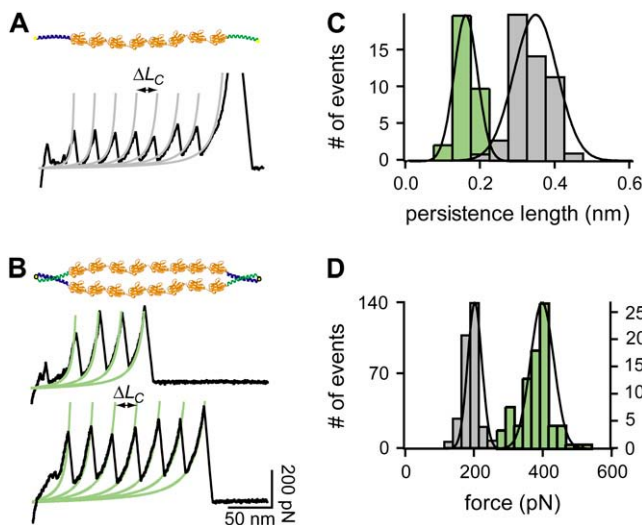 A
ΔL_C
B
ΔL_C
200 pN
50 nm
C
# of events
15
10
5
0
0.0
0.2
0.4
0.6
persistence length (nm)
D
# of events
140
70
0
25
20
15
10
5
0
0
200
400
600
force (pN)